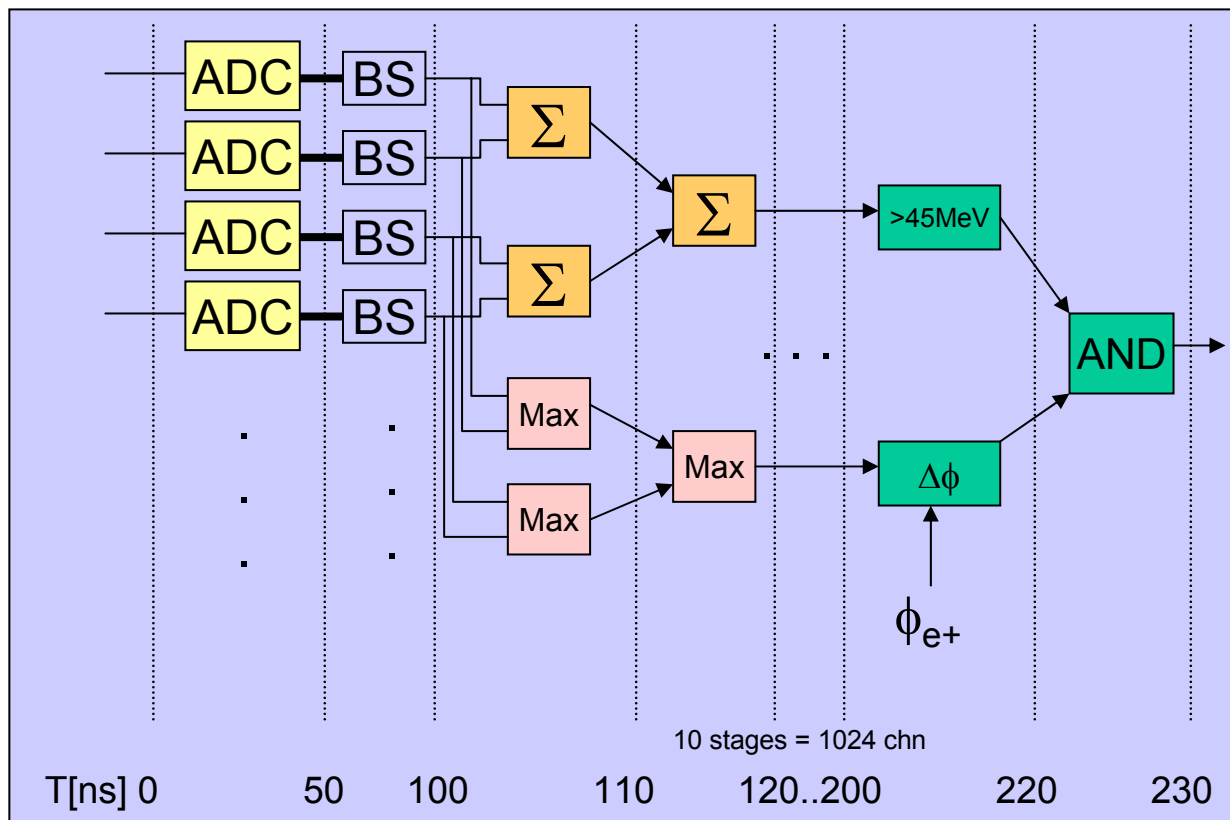 ADC BS
ADC BS
ADC BS
ADC BS
Σ
Σ
Σ
>45MeV
. . .
AND
Max
Max
Max
Δϕ
ϕe+
10 stages = 1024 chn
T[ns] 0 50 100 110 120..200 220 230